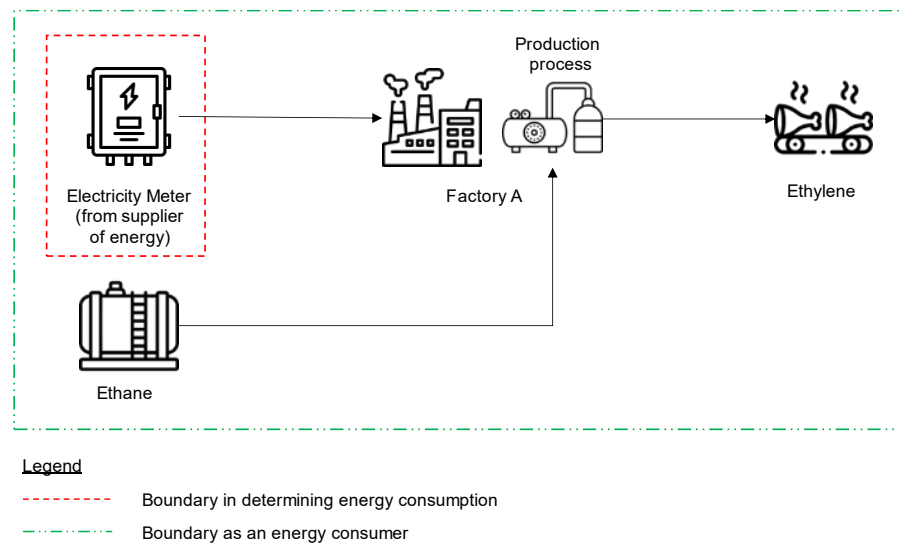 Production
process
Electricity Meter
(from supplier
of energy)
Factory A
Ethylene
Ethane
Legend
Boundary in determining energy consumption
Boundary as an energy consumer